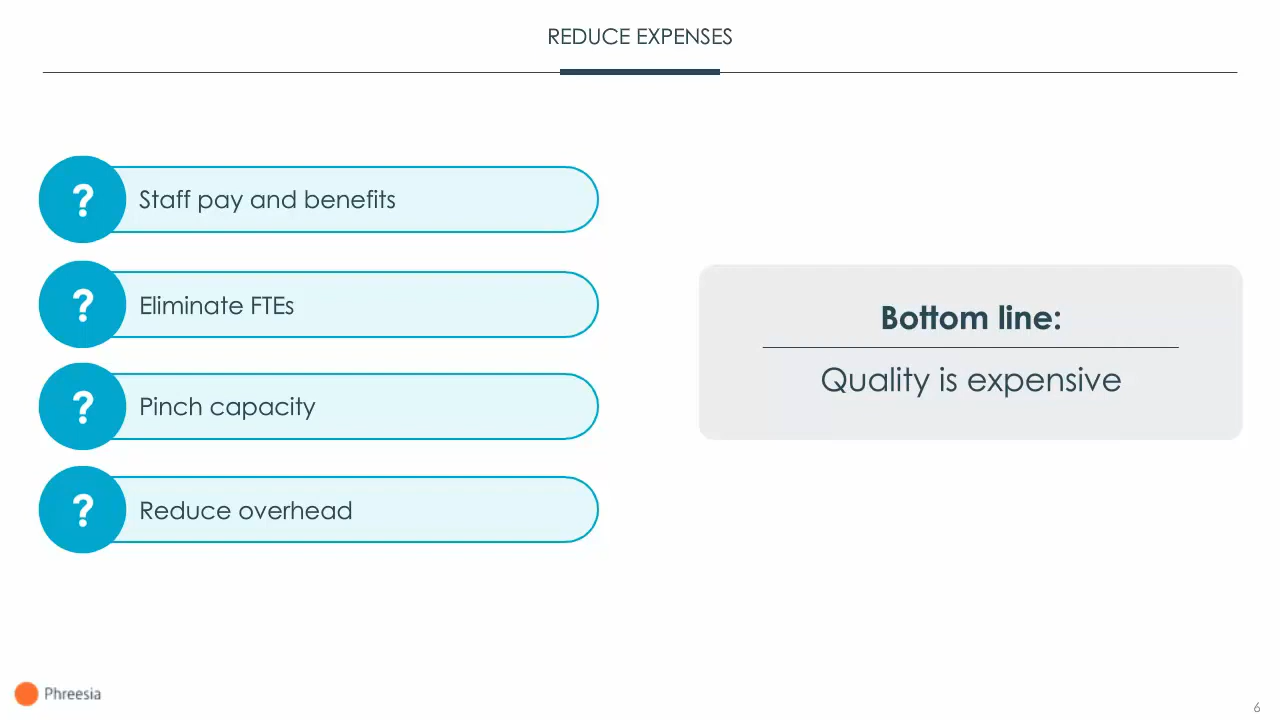 REDUCE EXPENSES
?
Staff pay and benefits
?
Eliminate FTEs
?
Pinch capacity
?
Reduce overhead
Bottom line:
Quality is expensive
Phreesia
6